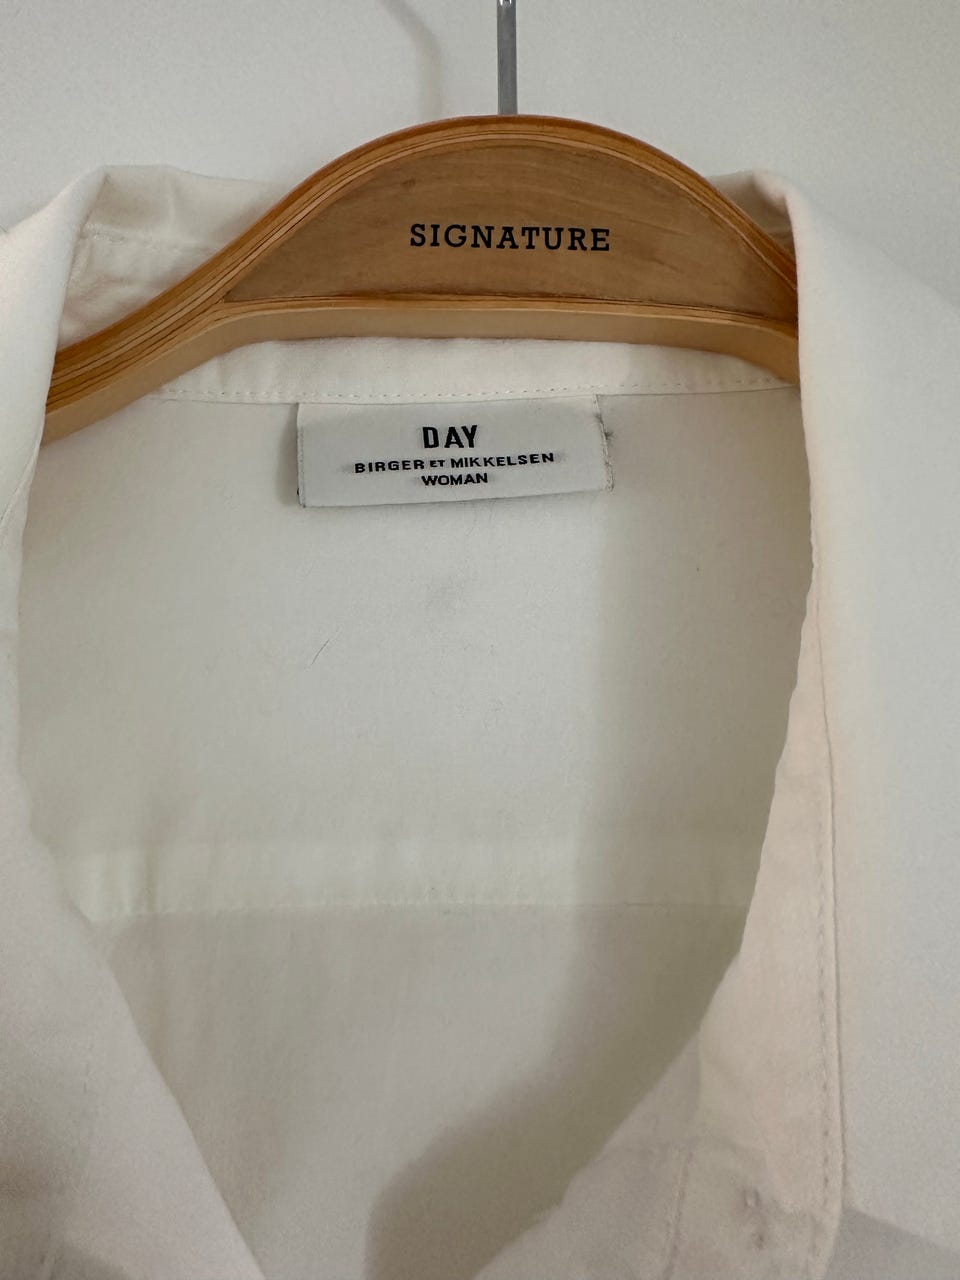 SIGNATURE
DAY
BIRGER ET MIKKELSEN
WOMAN